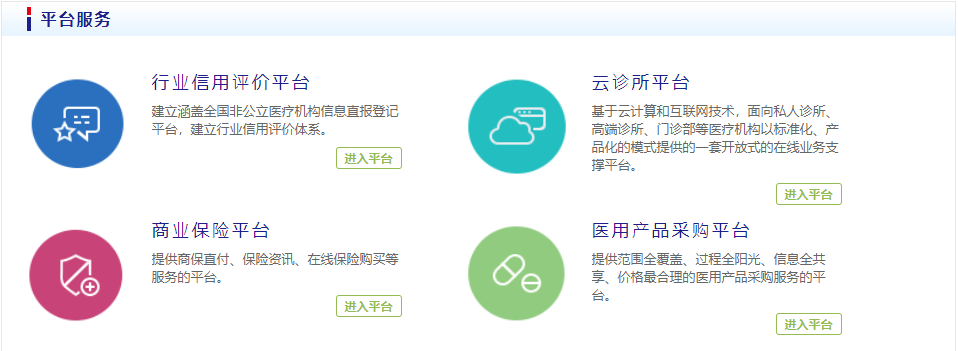 平台服务
行业信用评价平台
建立涵盖全国非公立医疗机构信息直报登记
平台，建立行业信用评价体系。
进入平台
云诊所平台
基于云计算和互联网技术，面向私人诊所、
高端诊所、门诊部等医疗机构以标准化、产
品化的模式提供的一套开放式的在线业务支
撑平台。
进入平台
商业保险平台
提供商保直付、保险资讯、在线保险购买等
服务的平台。
进入平台
医用产品采购平台
提供范围全覆盖、过程全阳光、信息全共
享、价格最合理的医用产品采购服务的平
台。
进入平台